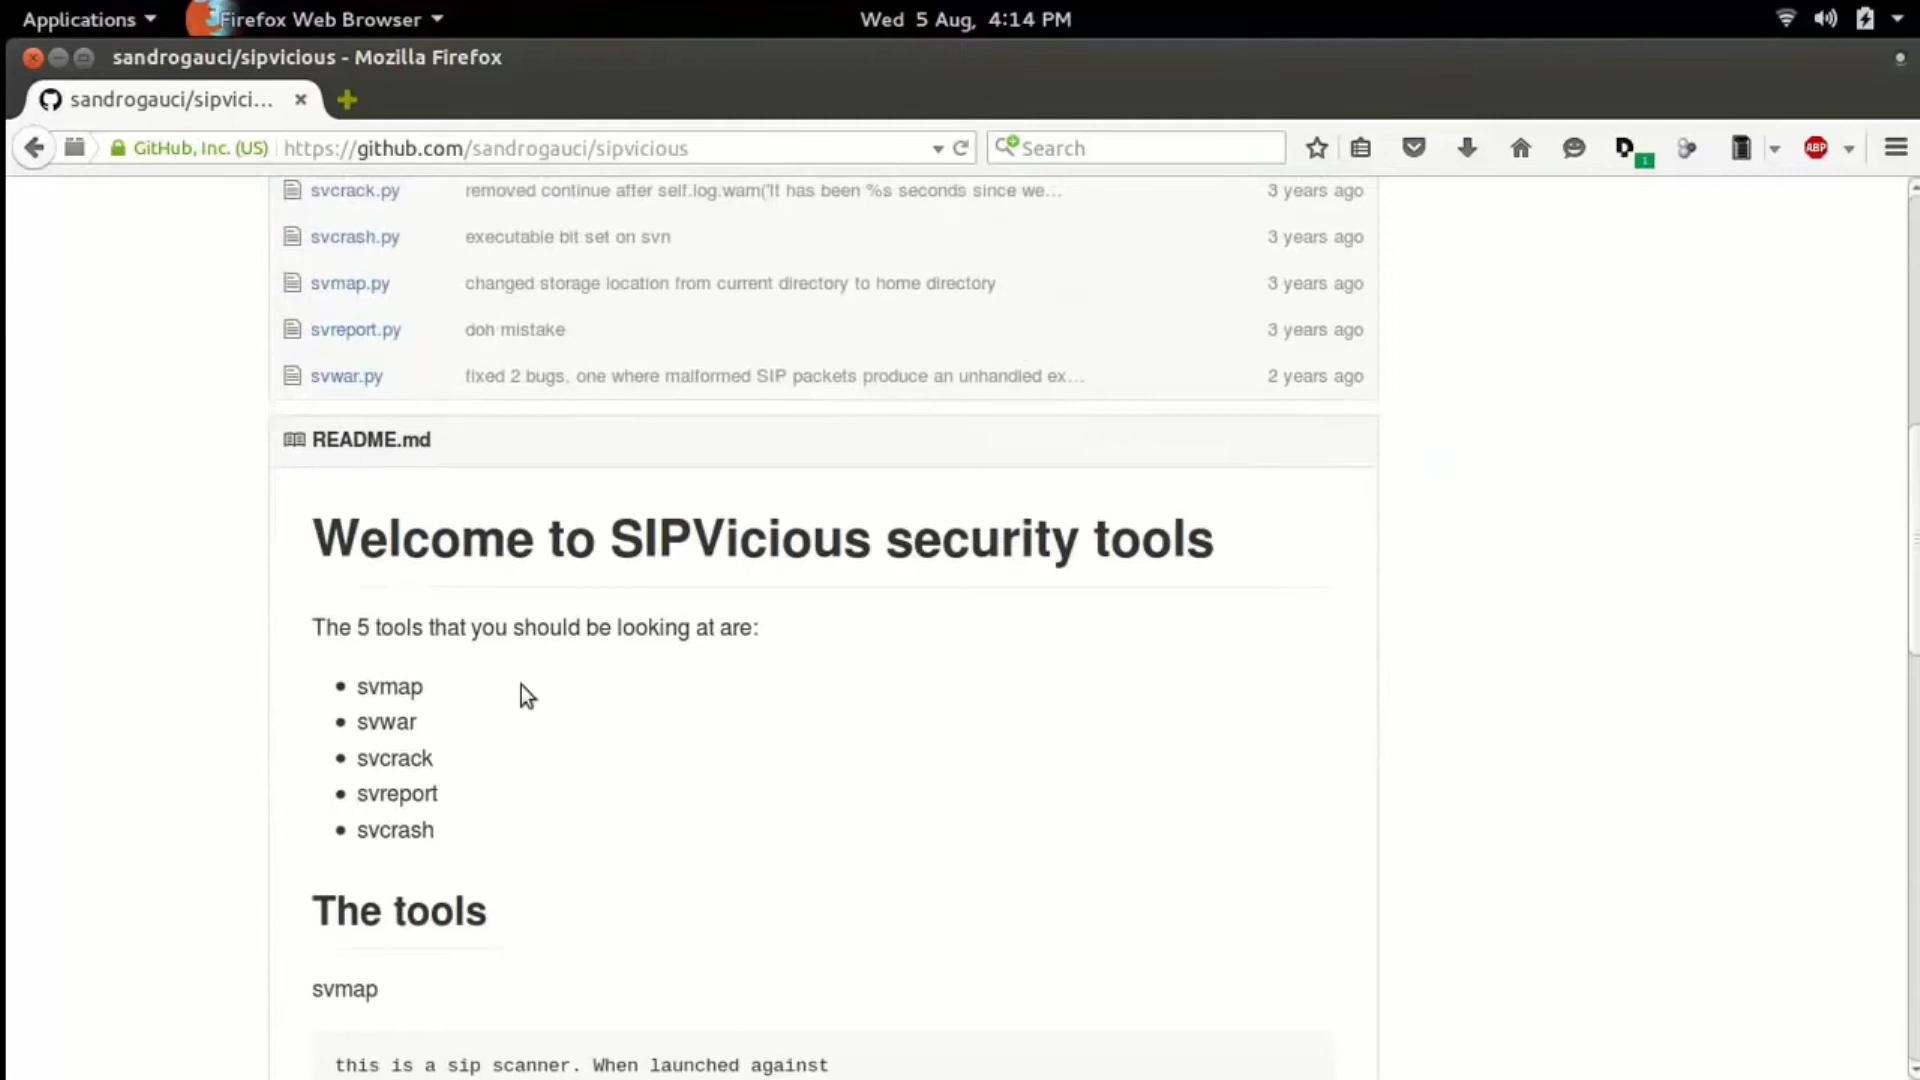 Applications Firefox Web Browser Wed 5 Aug, 4:14 PM
sandrogauci/sipvicious - Mozilla Firefox
sandrogauci/sipvici...
GitHub, Inc. (US) https://github.com/sandrogauci/sipvicious Search D 1 ABP
svcrack.py removed continue after self.log.warn('It has been %s seconds since we... 3 years ago
svcrash.py executable bit set on svn 3 years ago
svmap.py changed storage location from current directory to home directory 3 years ago
svreport.py doh mistake 3 years ago
svwar.py fixed 2 bugs, one where malformed SIP packets produce an unhandled ex... 2 years ago
README.md
Welcome to SIPVicious security tools
The 5 tools that you should be looking at are:
• svmap
• svwar
• svcrack
• svreport
• svcrash
The tools
svmap
this is a sip scanner. When launched against